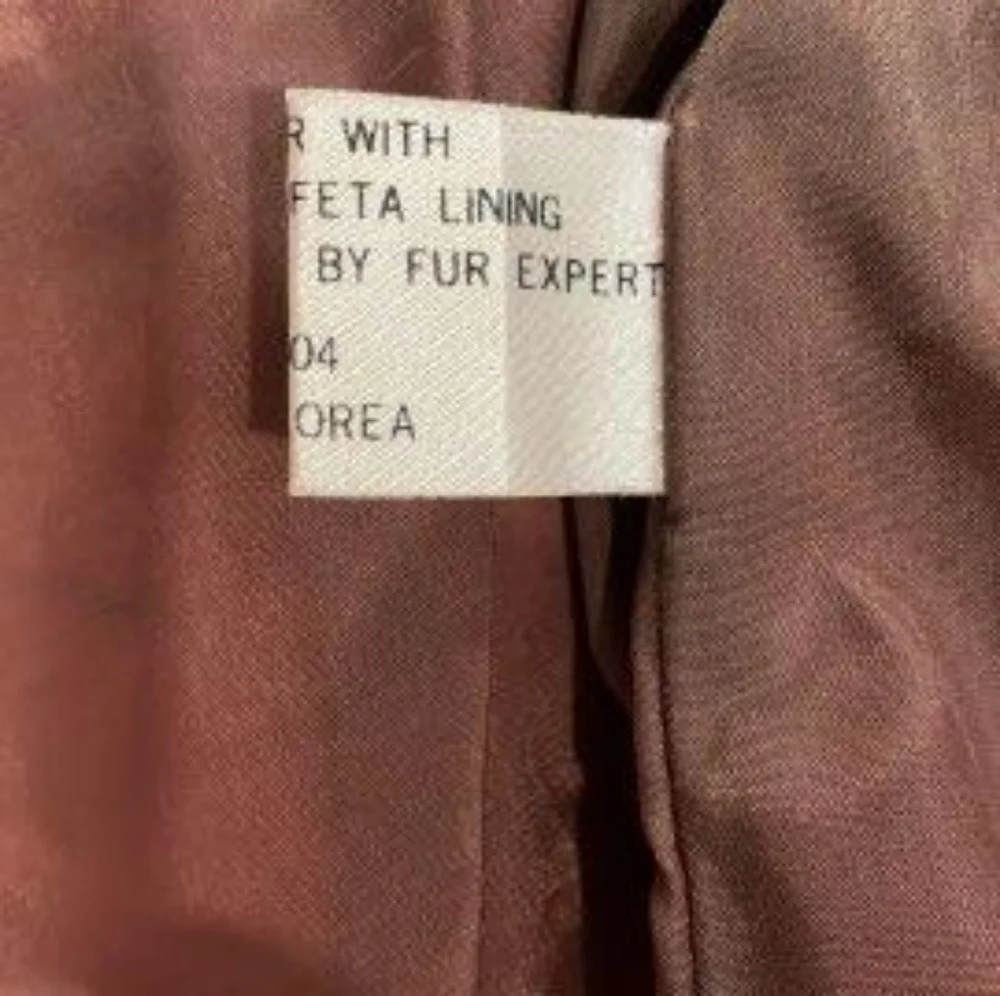 R WITH
FETA LINING
BY FUR EXPERT
04
OREA